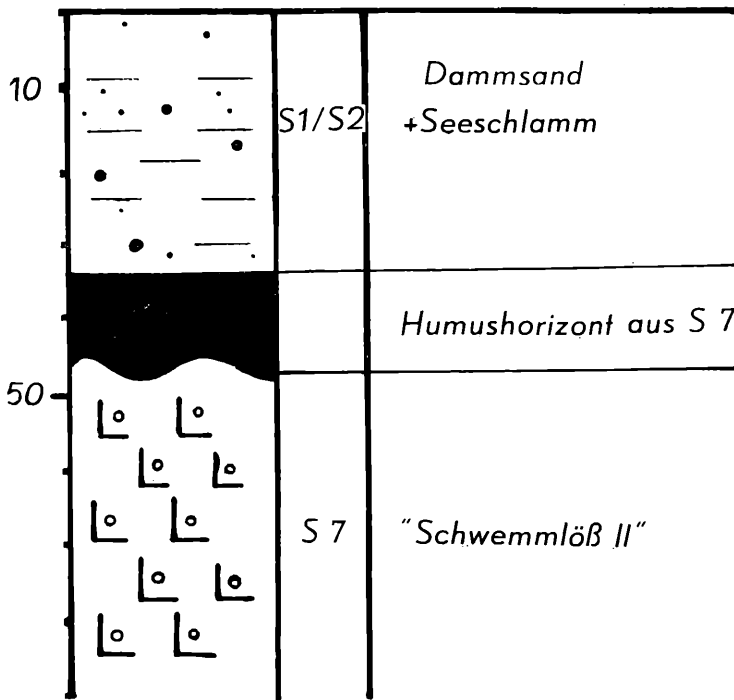 10
S1/S2
Dammsand
+Seeschlamm
Humushorizont aus S 7
50
S 7
"Schwemmlöß II"